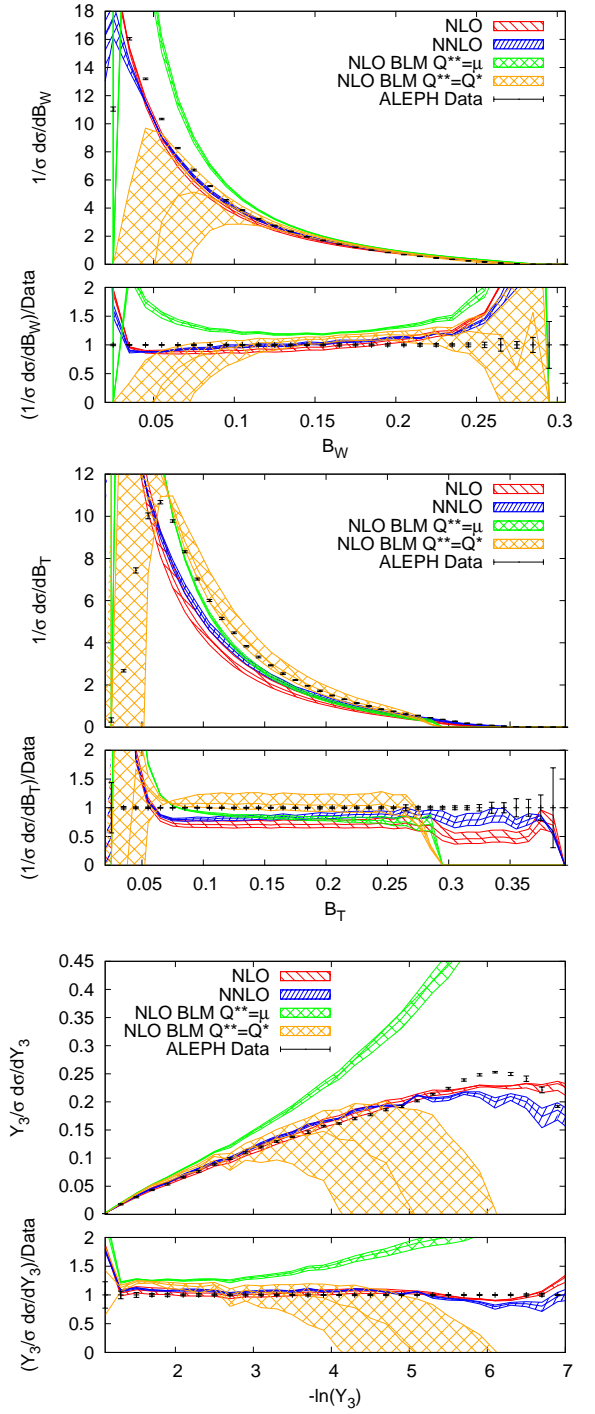 1/σ dσ/dB_W
18
16
14
12
10
8
6
4
2
0
NLO
NNLO
NLO BLM Q**=μ
NLO BLM Q**=Q*
ALEPH Data
(1/σ dσ/dB_W)/Data
2
1.5
1
0.5
0
0.05 0.1 0.15 0.2 0.25 0.3
B_W
1/σ dσ/dB_T
12
10
8
6
4
2
0
NLO
NNLO
NLO BLM Q**=μ
NLO BLM Q**=Q*
ALEPH Data
(1/σ dσ/dB_T)/Data
2
1.5
1
0.5
0
0.05 0.1 0.15 0.2 0.25 0.3 0.35
B_T
Y_3/σ dσ/dY_3
0.45
0.4
0.35
0.3
0.25
0.2
0.15
0.1
0.05
0
NLO
NNLO
NLO BLM Q**=μ
NLO BLM Q**=Q*
ALEPH Data
(Y_3/σ dσ/dY_3)/Data
2
1.5
1
0.5
0
2 3 4 5 6 7
-ln(Y_3)